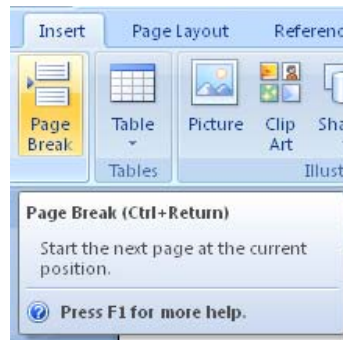 Insert Page Layout
Page Break Table Picture Clip Art
Tables
Page Break (Ctrl+Return)
Start the next page at the current
position.
Press F1 for more help.